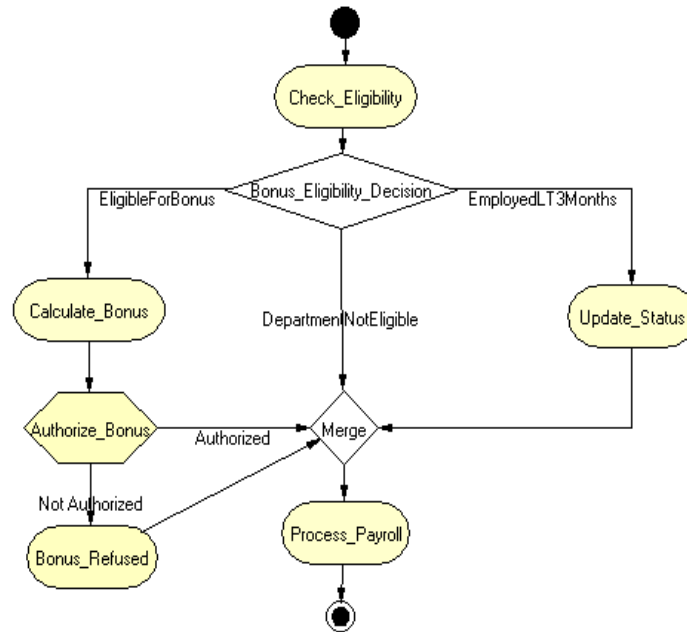 Check_Eligibility
Bonus_Eligibility_Decision
EligibleForBonus
EmployedLT3Months
Calculate_Bonus
DepartmentNotEligible
Update_Status
Authorize_Bonus
Authorized
Merge
Not Authorized
Bonus_Refused
Process_Payroll